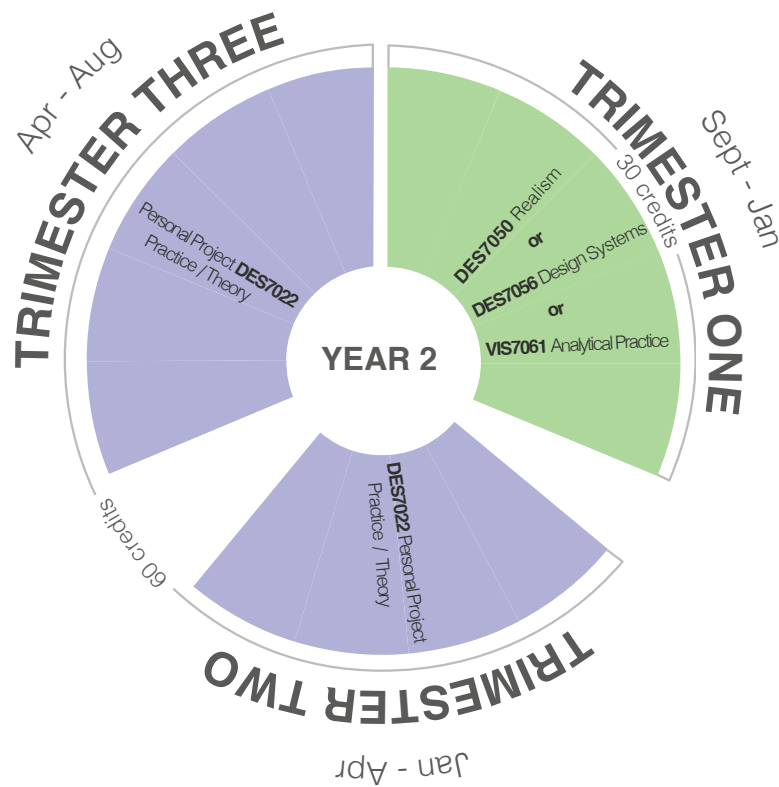 YEAR 2
TRIMESTER ONE
Sept - Jan
30 credits
DES7050 Realism
or
DES7056 Design Systems
or
VIS7061 Analytical Practice
TRIMESTER TWO
Jan - Apr
DES7022 Personal Project
Practice / Theory
60 credits
TRIMESTER THREE
Apr - Aug
Personal Project DES7022
Practice / Theory